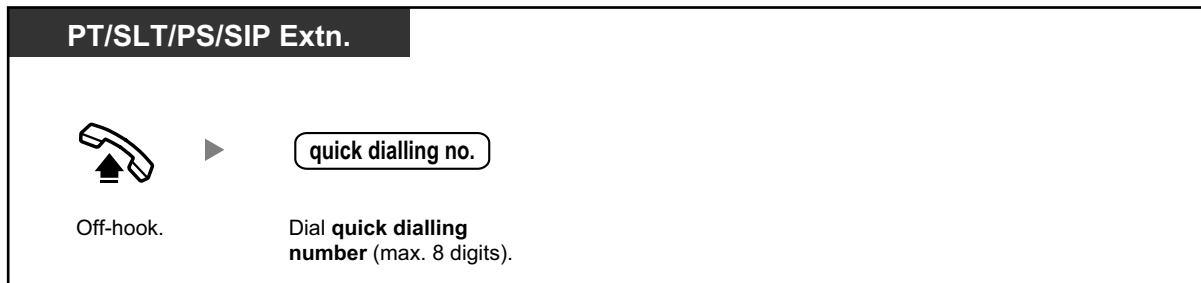 PT/SLT/PS/SIP Extn.
quick dialling no.
Off-hook.
Dial quick dialling
number (max. 8 digits).